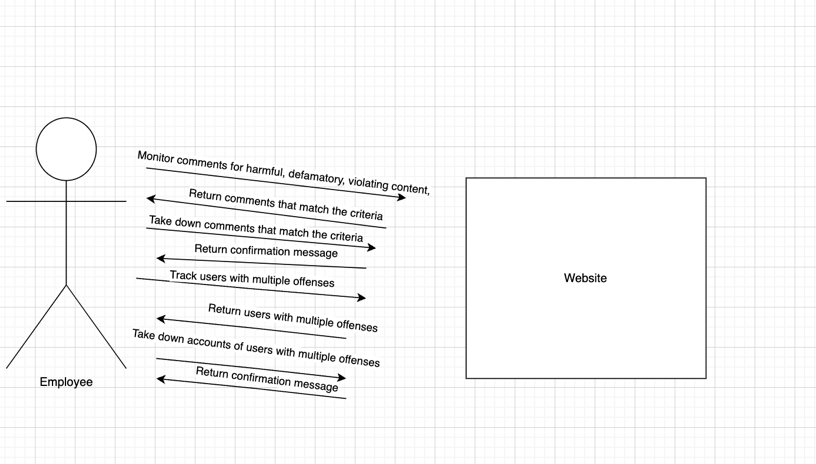 Monitor comments for harmful, defamatory, violating content,
Return comments that match the criteria
Take down comments that match the criteria
Return confirmation message
Track users with multiple offenses
Return users with multiple offenses
Take down accounts of users with multiple offenses
Return confirmation message
Employee
Website